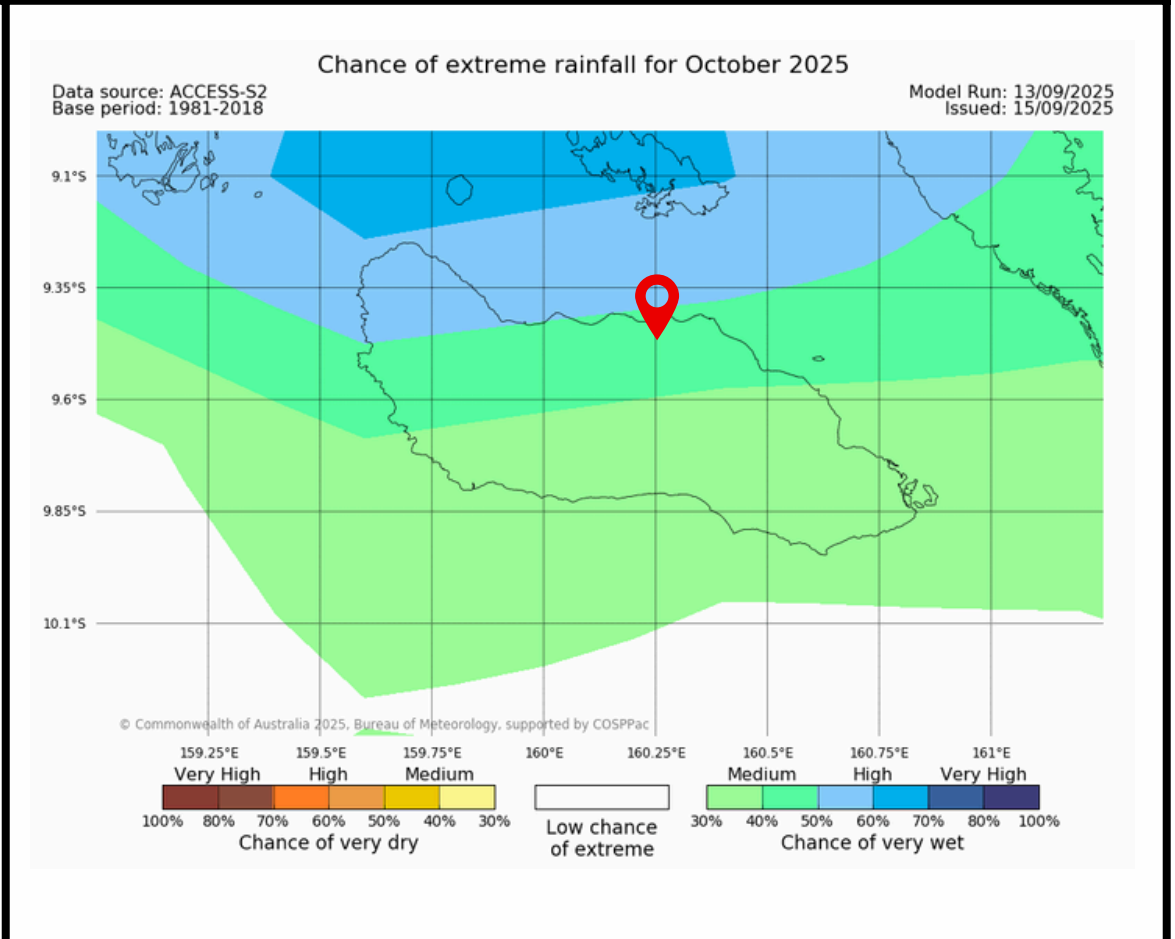 Chance of extreme rainfall for October 2025
Data source: ACCESS-S2
Base period: 1981-2018
Model Run: 13/09/2025
Issued: 15/09/2025
9.1°S
9.35°S
9.6°S
9.85°S
10.1°S
© Commonwealth of Australia 2025, Bureau of Meteorology, supported by COSPPac
159.25°E 159.5°E 159.75°E 160°E 160.25°E 160.5°E 160.75°E 161°E
Very High High Medium
100% 80% 70% 60% 50% 40% 30%
Chance of very dry
Low chance
of extreme
Medium High Very High
30% 40% 50% 60% 70% 80% 100%
Chance of very wet